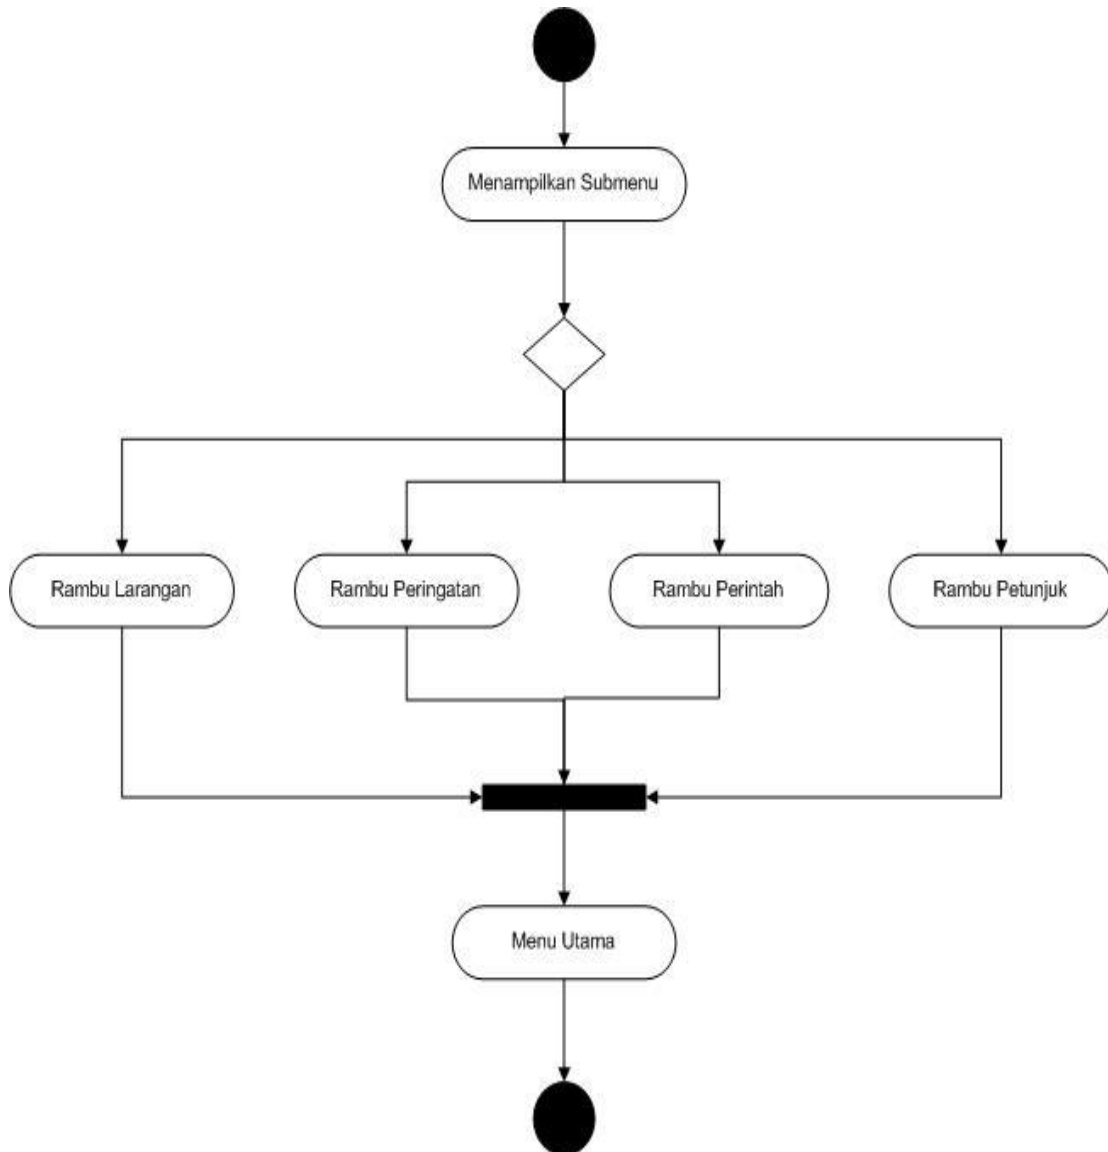 Menampilkan Submenu
Rambu Larangan
Rambu Peringatan
Rambu Perintah
Rambu Petunjuk
Menu Utama